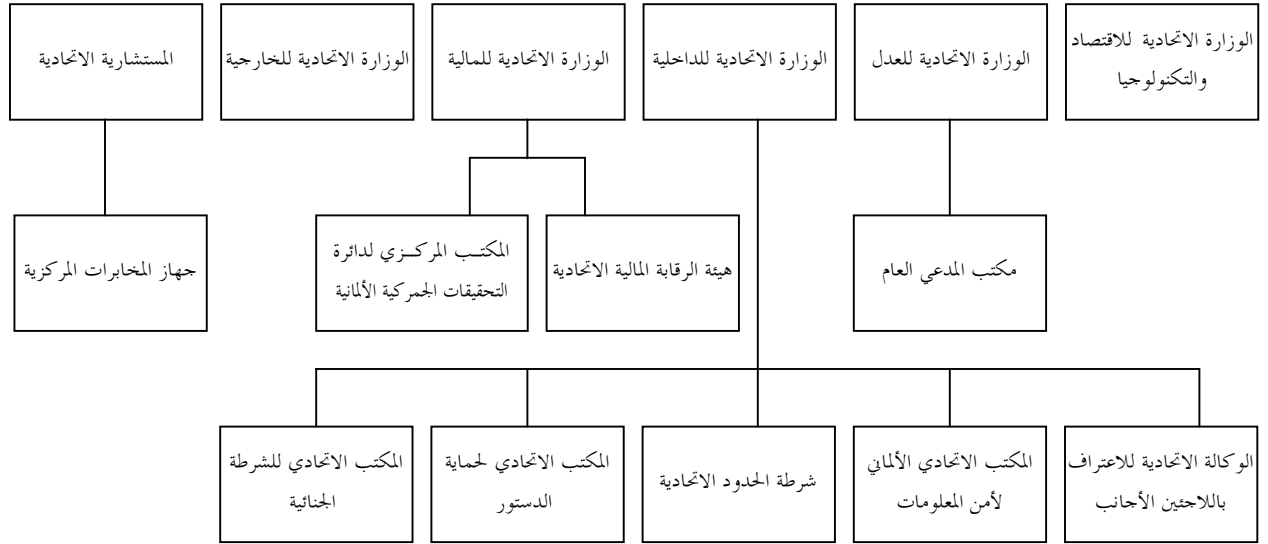 الوزارة الاتحادية للاقتصاد
والتكنولوجيا
الوزارة الاتحادية للعدل
الوزارة الاتحادية للداخلية
الوزارة الاتحادية للمالية
الوزارة الاتحادية للخارجية
المستشارية الاتحادية
مكتب المدعي العام
هيئة الرقابة المالية الاتحادية
المكتب المركزي لدائرة
التحقيقات الجمركية الألمانية
جهاز المخابرات المركزية
الوكالة الاتحادية للاعتراف
باللاجئين الأجانب
المكتب الاتحادي الألماني
لأمن المعلومات
شرطة الحدود الاتحادية
المكتب الاتحادي لحماية
الدستور
المكتب الاتحادي للشرطة
الجنائية